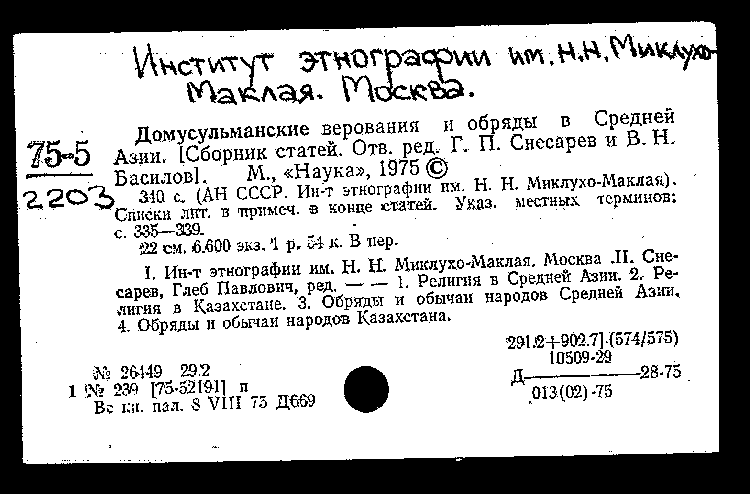 Институт этнографии им. Н.Н. Миклухо-
Маклая. Москва.
75-5
2203
Домусульманские верования и обряды в Средней
Азии. [Сборник статей. Отв. ред. Г. П. Снесарев и В. Н.
Басилов]. М., «Наука», 1975 ©
340 с. (АН СССР. Ин-т этнографии им. Н. Н. Миклухо-Маклая).
Списки лит. в примеч. в конце статей. Указ. местных терминов:
с. 335—339.
22 см. 6.600 экз. 1 р. 54 к. В пер.
I. Ин-т этнографии им. Н. Н. Миклухо-Маклая. Москва. II. Сне-
сарев, Глеб Павлович, ред. — — 1. Религия в Средней Азии. 2. Ре-
лигия в Казахстане. 3. Обряды и обычаи народов Средней Азии.
4. Обряды и обычаи народов Казахстана.
291.2+902.7] (574/575)
№ 26449 29.2
10509-29
1 № 239 [75-52191] п
Д——28-75
Вс кн. пал. 8 VIII 75 Д669
013(02)-75